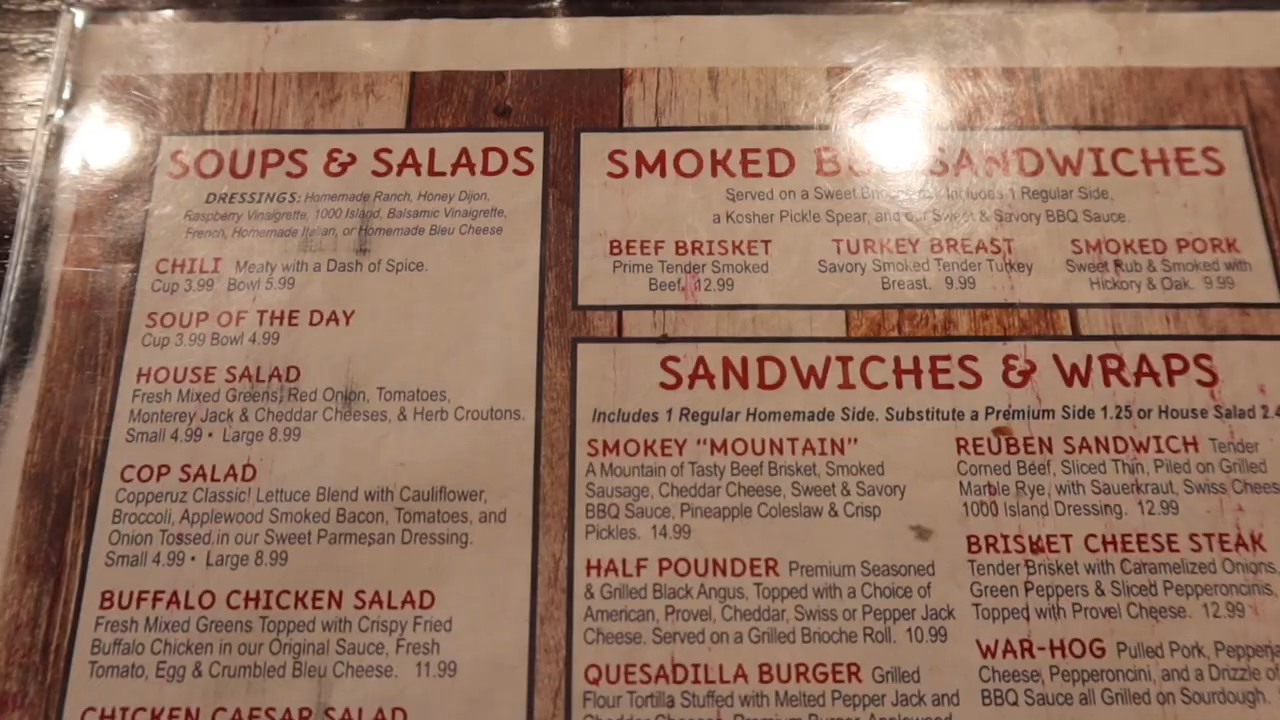 SOUPS & SALADS
DRESSINGS: Homemade Ranch, Honey Dijon,
Raspberry Vinaigrette, 1000 Island, Balsamic Vinaigrette,
French, Homemade Italian, or Homemade Bleu Cheese
CHILI Meaty with a Dash of Spice.
Cup 3.99 Bowl 5.99
SOUP OF THE DAY
Cup 3.99 Bowl 4.99
HOUSE SALAD
Fresh Mixed Greens, Red Onion, Tomatoes,
Monterey Jack & Cheddar Cheeses, & Herb Croutons.
Small 4.99 • Large 8.99
COP SALAD
Copperuz Classic! Lettuce Blend with Cauliflower,
Broccoli, Applewood Smoked Bacon, Tomatoes, and
Onion Tossed in our Sweet Parmesan Dressing.
Small 4.99 • Large 8.99
BUFFALO CHICKEN SALAD
Fresh Mixed Greens Topped with Crispy Fried
Buffalo Chicken in our Original Sauce, Fresh
Tomato, Egg & Crumbled Bleu Cheese. 11.99
CHICKEN CAESAR SALAD
SMOKED SANDWICHES
Served on a Sweet Includes 1 Regular Side,
a Kosher Pickle Spear, and our Sweet & Savory BBQ Sauce.
BEEF BRISKET
Prime Tender Smoked
Beef. 12.99
TURKEY BREAST
Savory Smoked Tender Turkey
Breast. 9.99
SMOKED PORK
Sweet Rub & Smoked with
Hickory & Oak. 9.99
SANDWICHES & WRAPS
Includes 1 Regular Homemade Side. Substitute a Premium Side 1.25 or House Salad
SMOKEY "MOUNTAIN"
A Mountain of Tasty Beef Brisket, Smoked
Sausage, Cheddar Cheese, Sweet & Savory
BBQ Sauce, Pineapple Coleslaw & Crisp
Pickles. 14.99
HALF POUNDER Premium Seasoned
& Grilled Black Angus, Topped with a Choice of
American, Provel, Cheddar, Swiss or Pepper Jack
Cheese. Served on a Grilled Brioche Roll. 10.99
QUESADILLA BURGER Grilled
Flour Tortilla Stuffed with Melted Pepper Jack and
REUBEN SANDWICH Tender
Corned Beef, Sliced Thin, Piled on Grilled
Marble Rye, with Sauerkraut, Swiss Chees
1000 Island Dressing. 12.99
BRISKET CHEESE STEAK
Tender Brisket with Caramelized Onions,
Green Peppers & Sliced Pepperoncinis,
Topped with Provel Cheese. 12.99
WAR-HOG Pulled Pork,
Cheese, Pepperoncini, and a Drizzle of
BBQ Sauce all Grilled on Sourdough.